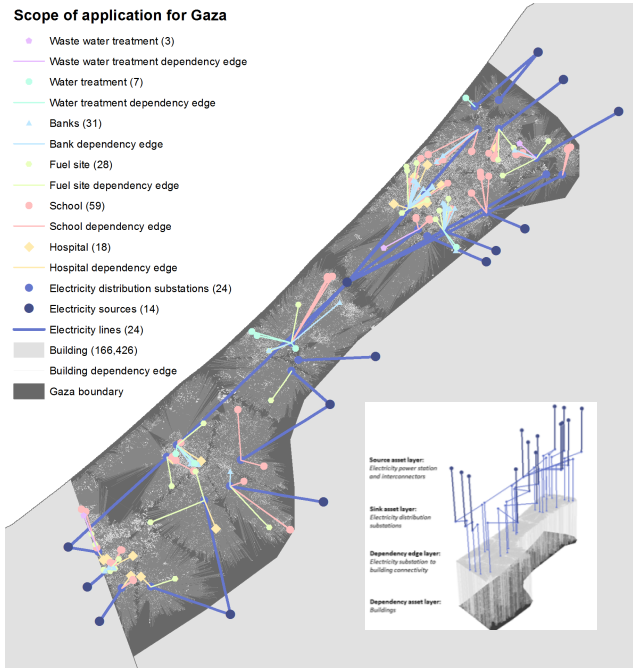 Scope of application for Gaza
Waste water treatment (3)
Waste water treatment dependency edge
Water treatment (7)
Water treatment dependency edge
Banks (31)
Bank dependency edge
Fuel site (28)
Fuel site dependency edge
School (59)
School dependency edge
Hospital (18)
Hospital dependency edge
Electricity distribution substations (24)
Electricity sources (14)
Electricity lines (24)
Building (166,426)
Building dependency edge
Gaza boundary
Source asset layer:
Electricity power station
and interconnectors
Sink asset layer:
Electricity distribution
substations
Dependency edge layer:
Electricity substation to
building connectivity
Dependency asset layer:
Buildings